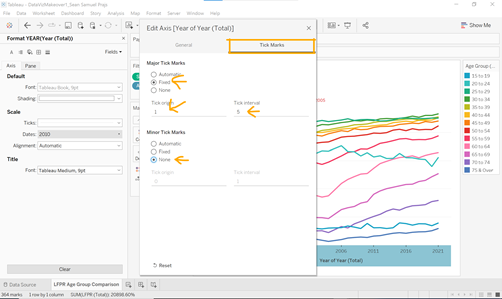 Tableau - DataVizMakeover1_Sean Samuel Prajs
File Data Worksheet Dashboard Story Analysis Map Format Server Window Help
Show Me
Format YEAR(Year (Total))
Fields
Axis Pane
Default
Font: Tableau Book, 9pt
Shading:
Scale
Ticks:
Dates: 2010
Alignment: Automatic
Title
Font: Tableau Medium, 9pt
Clear
Edit Axis [Year of Year (Total)]
General Tick Marks
Major Tick Marks
Automatic
Fixed
None
Tick origin Tick interval
1 5
Minor Tick Marks
Automatic
Fixed
None
Tick origin Tick interval
0 1
Reset
2006 2011 2016 2021
Year of Year (Total)
Age Group (...
15 to 19
20 to 24
25 to 29
30 to 34
35 to 39
40 to 44
45 to 49
50 to 54
55 to 59
60 to 64
65 to 69
70 to 74
75 & Over
Data Source LFPR Age Group Comparison
364 marks 1 row by 1 column SUM(LFPR (Total)): 20898.60%